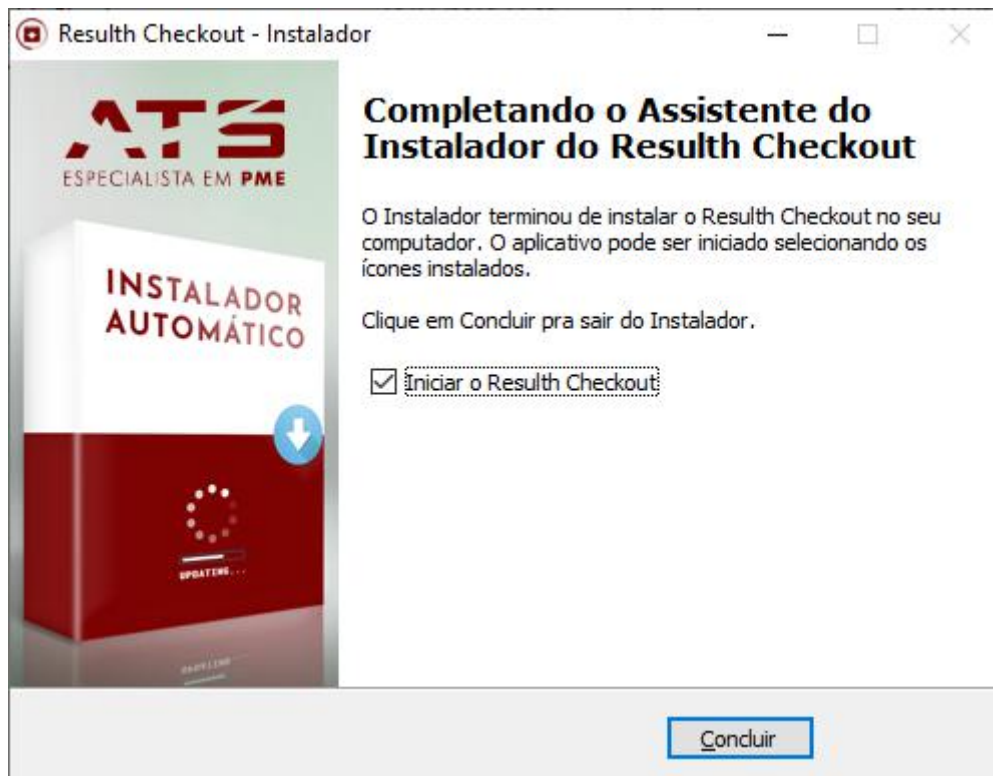 Resulth Checkout - Instalador
ATS
ESPECIALISTA EM PME
INSTALADOR
AUTOMÁTICO
UPDATING...
Completando o Assistente do
Instalador do Resulth Checkout
O Instalador terminou de instalar o Resulth Checkout no seu
computador. O aplicativo pode ser iniciado selecionando os
ícones instalados.
Clique em Concluir pra sair do Instalador.
Iniciar o Resulth Checkout
Concluir